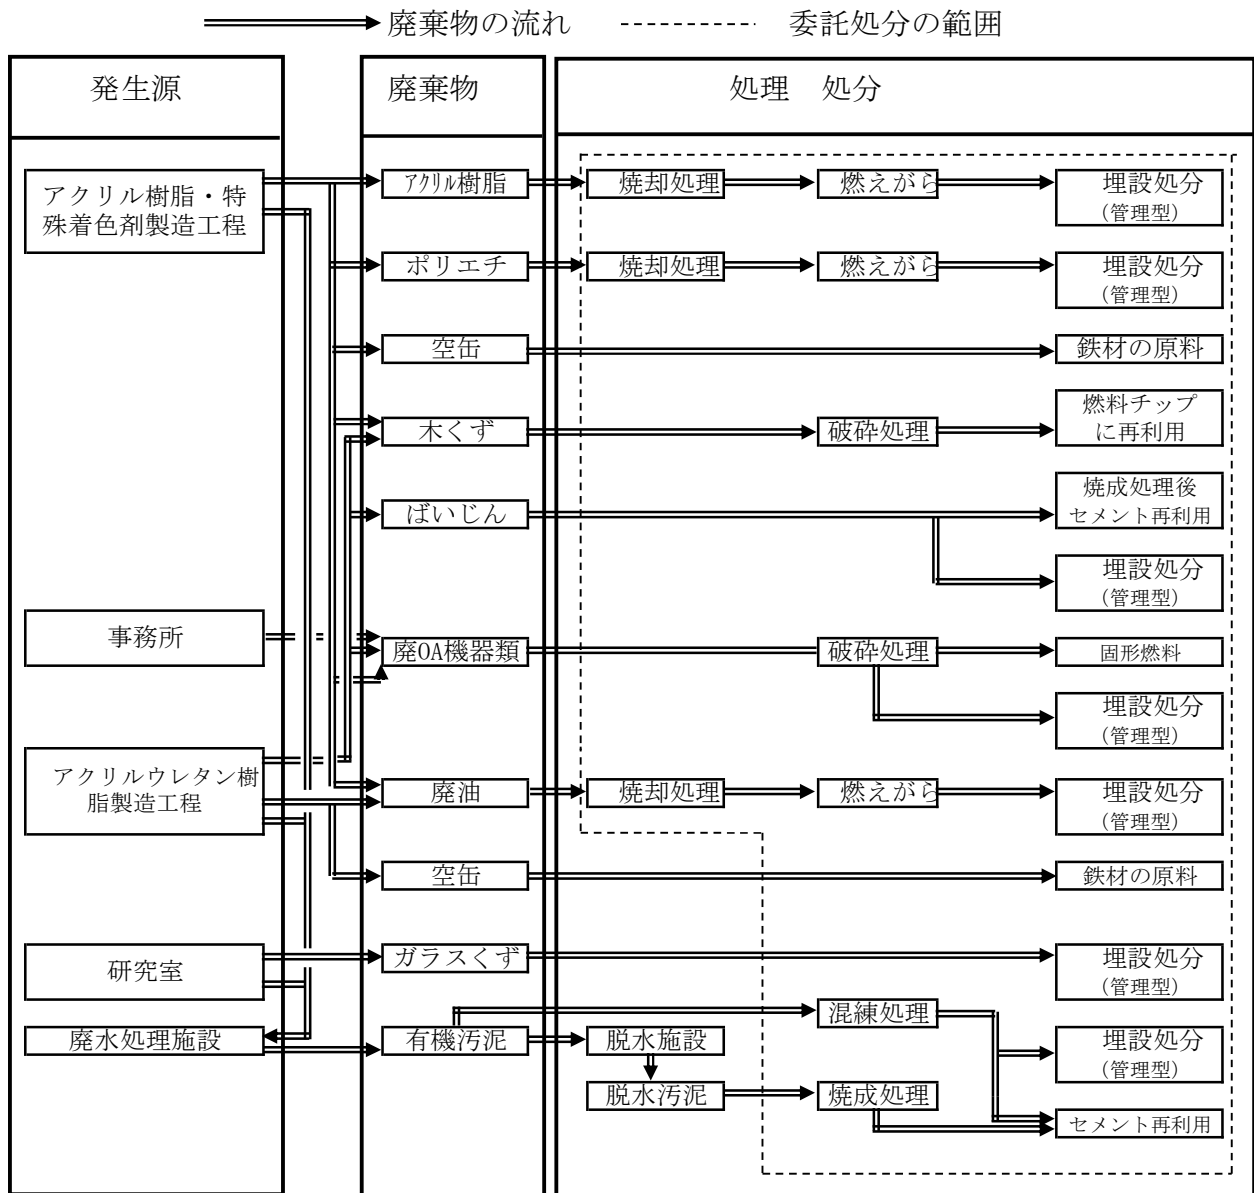 廃棄物の流れ 委託処分の範囲
発生源
廃棄物
処理 処分
アクリル樹脂・特
殊着色剤製造工程
アクリル樹脂
焼却処理
燃えがら
埋設処分
(管理型)
ポリエチ
焼却処理
燃えがら
埋設処分
(管理型)
空缶
鉄材の原料
木くず
破砕処理
燃料チップ
に再利用
ばいじん
焼成処理後
セメント再利用
埋設処分
(管理型)
事務所
廃OA機器類
破砕処理
固形燃料
埋設処分
(管理型)
アクリルウレタン樹
脂製造工程
廃油
焼却処理
燃えがら
埋設処分
(管理型)
空缶
鉄材の原料
研究室
ガラスくず
埋設処分
(管理型)
混練処理
廃水処理施設
有機汚泥
脱水施設
埋設処分
(管理型)
脱水汚泥
焼成処理
セメント再利用